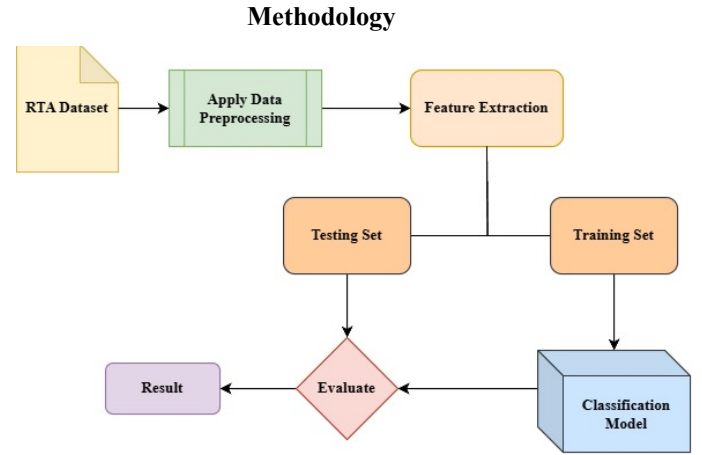 Methodology
RTA Dataset
Apply Data
Preprocessing
Feature Extraction
Testing Set
Training Set
Result
Evaluate
Classification
Model